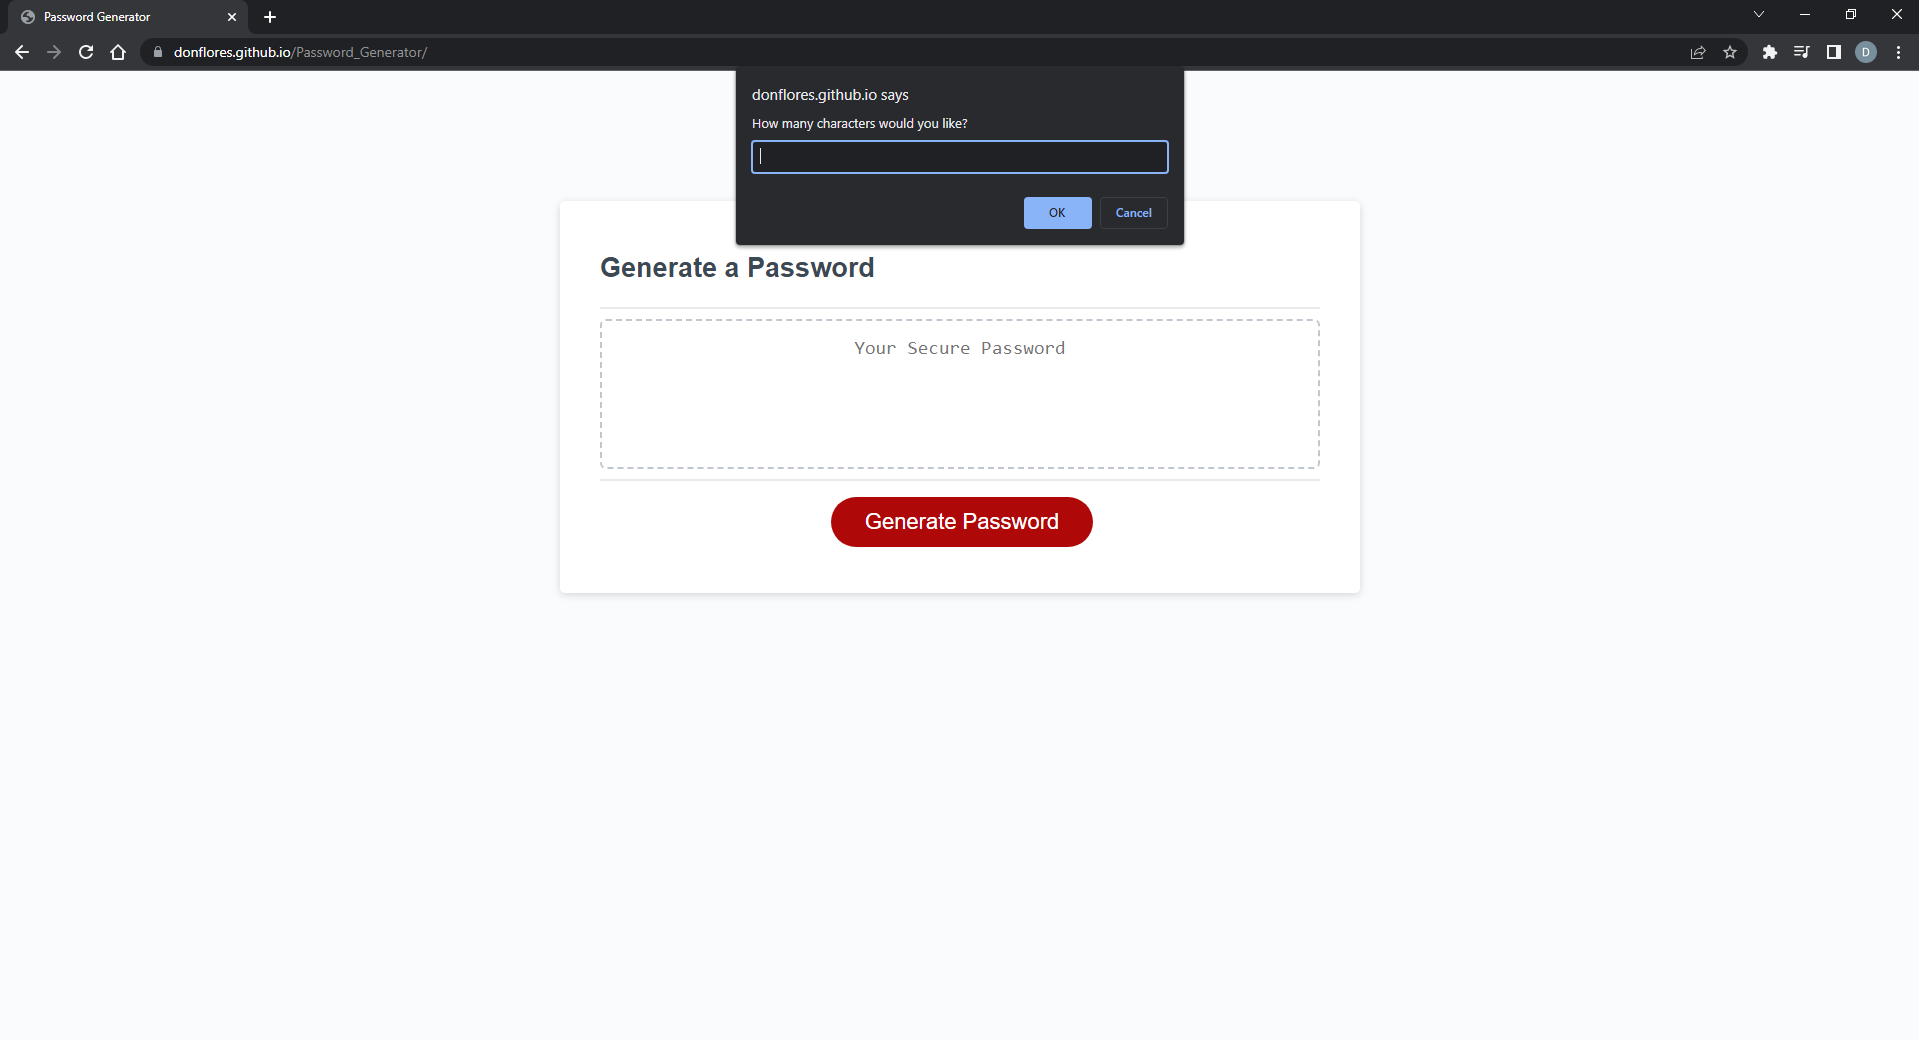 Password Generator
donflores.github.io/Password_Generator/
D
donflores.github.io says
How many characters would you like?
OK Cancel
Generate a Password
Your Secure Password
Generate Password